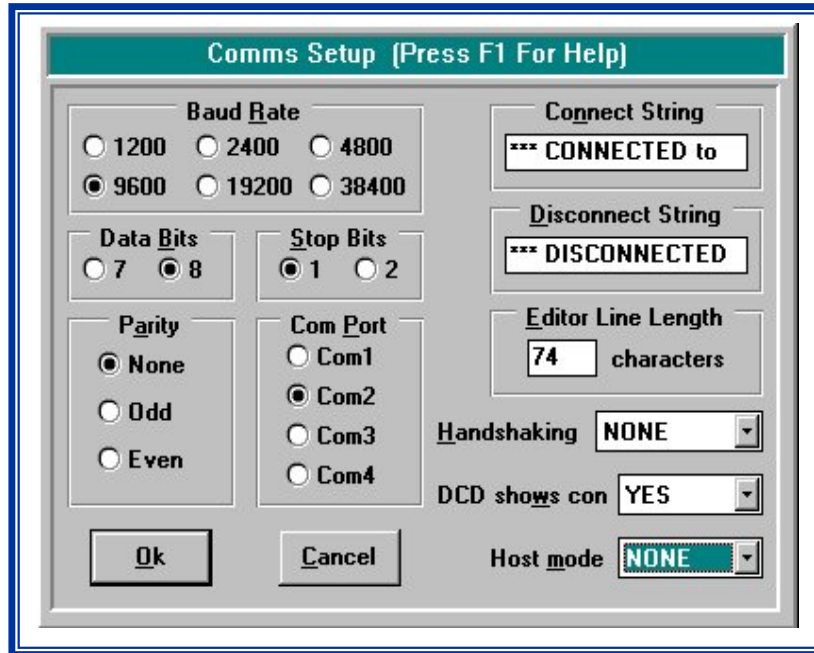 Comms Setup (Press F1 For Help)
Baud Rate
1200 2400 4800
9600 19200 38400
Data Bits
7 8
Stop Bits
1 2
Parity
None
Odd
Even
Com Port
Com1
Com2
Com3
Com4
Connect String
*** CONNECTED to
Disconnect String
*** DISCONNECTED
Editor Line Length
74 characters
Handshaking NONE
DCD shows con YES
Host mode NONE
Ok
Cancel